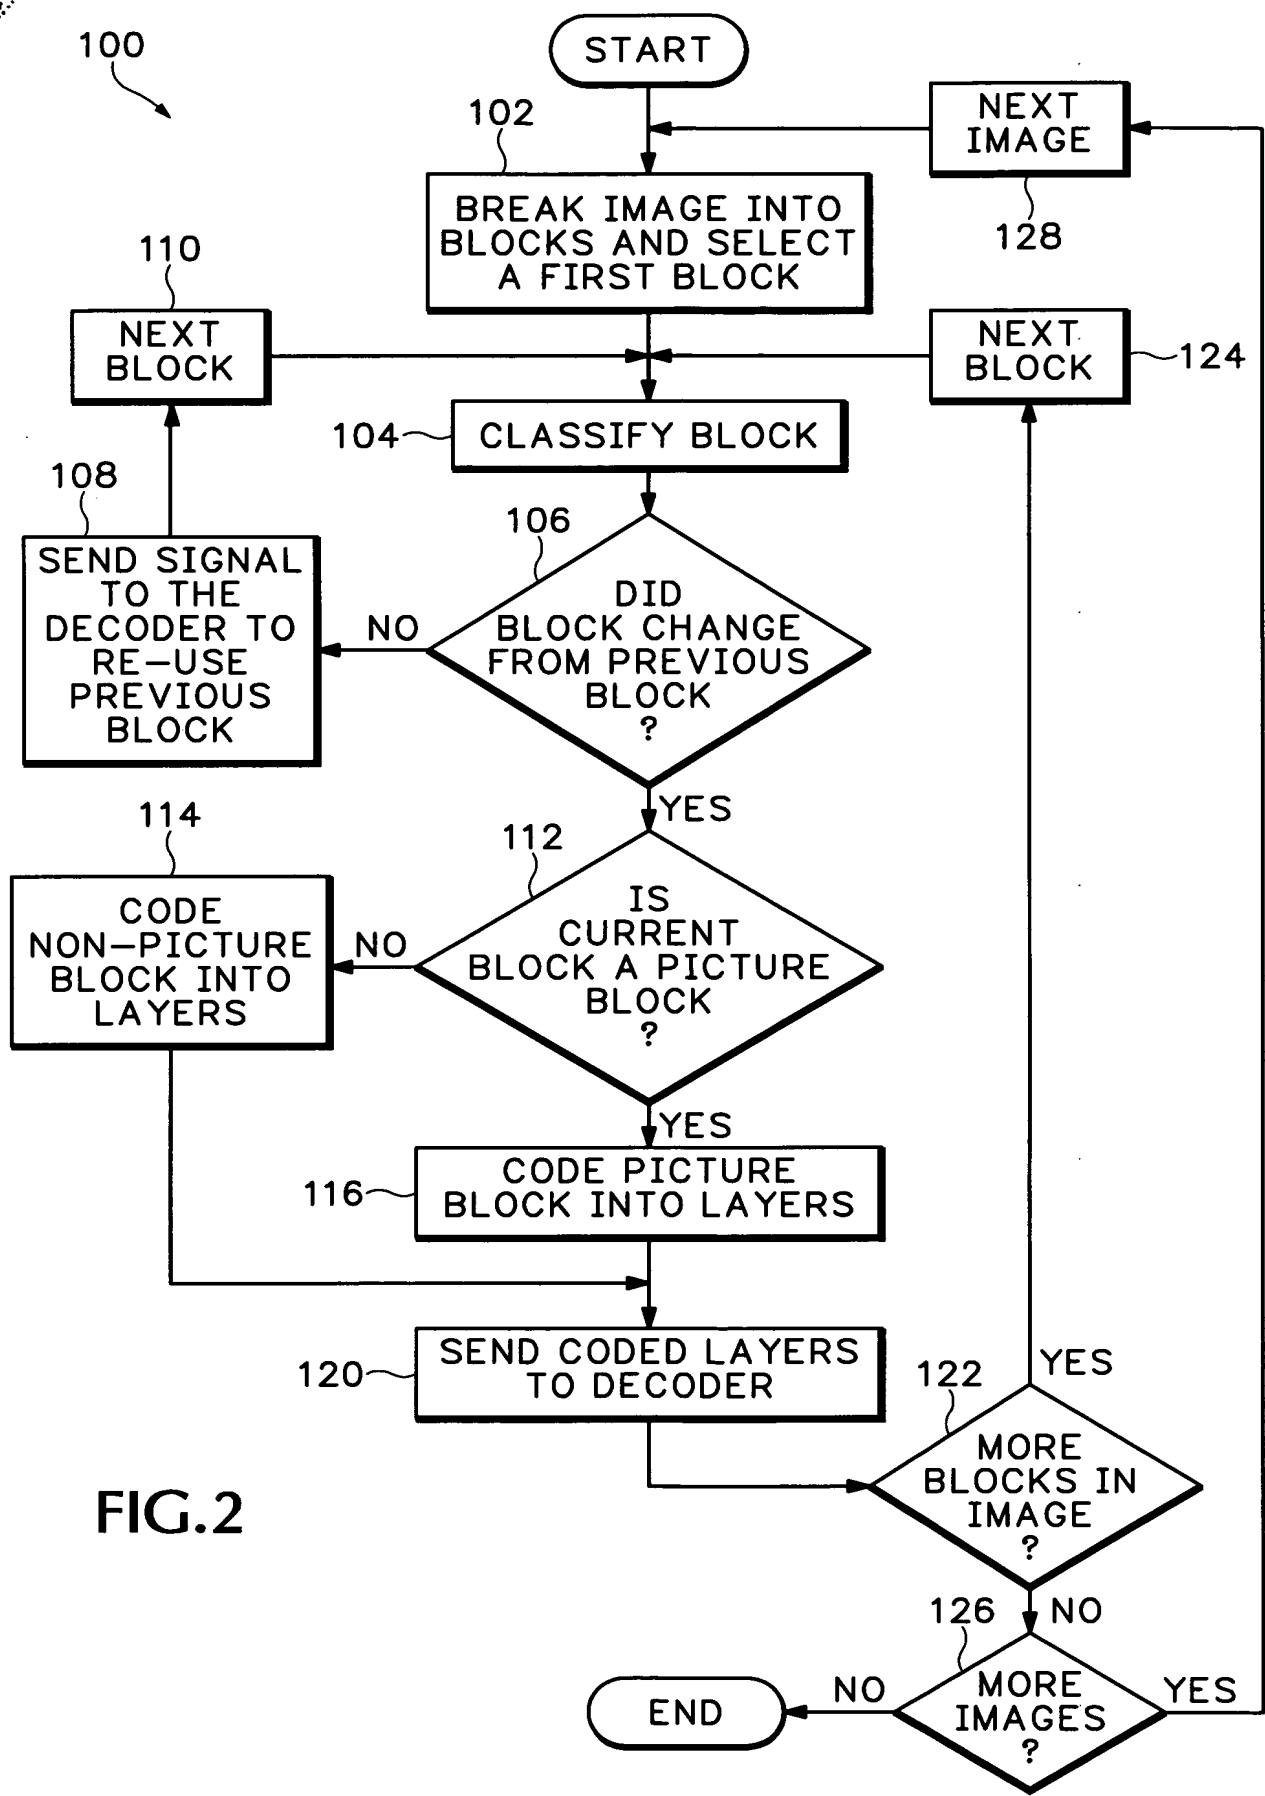 100
START
NEXT
IMAGE
102
128
BREAK IMAGE INTO
BLOCKS AND SELECT
A FIRST BLOCK
110
NEXT
BLOCK
NEXT
BLOCK
124
104
CLASSIFY BLOCK
108
SEND SIGNAL
TO THE
DECODER TO
RE-USE
PREVIOUS
BLOCK
NO
106
DID
BLOCK CHANGE
FROM PREVIOUS
BLOCK
?
YES
114
CODE
NON-PICTURE
BLOCK INTO
LAYERS
NO
112
IS
CURRENT
BLOCK A PICTURE
BLOCK
?
YES
116
CODE PICTURE
BLOCK INTO LAYERS
120
SEND CODED LAYERS
TO DECODER
122
YES
MORE
BLOCKS IN
IMAGE
?
FIG.2
NO
126
MORE
IMAGES
?
YES
NO
END